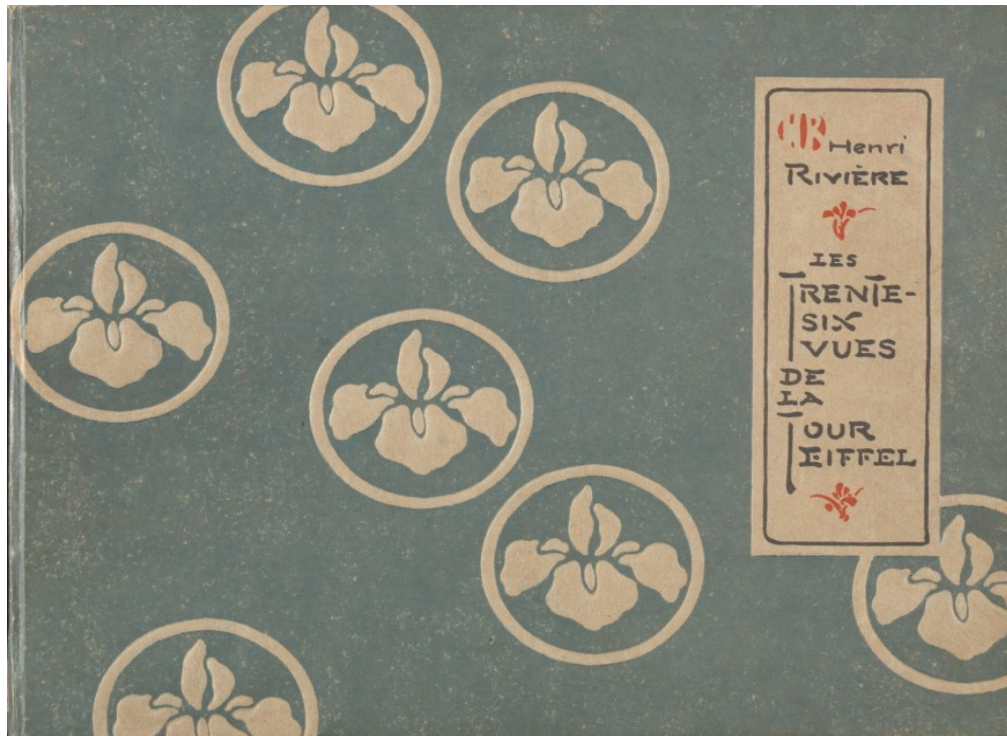 Henri
RIVIÈRE
LES
TRENTE-
SIX
VUES
DE
LA
TOUR
EIFFEL